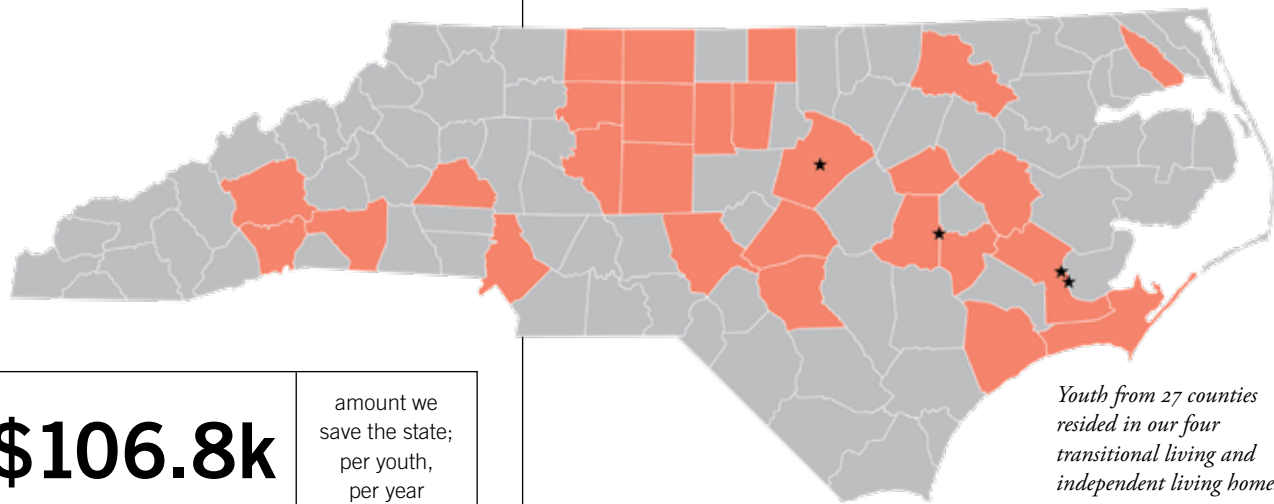 $106.8k
amount we
save the state;
per youth,
per year
Youth from 27 counties
resided in our four
transitional living and
independent living home